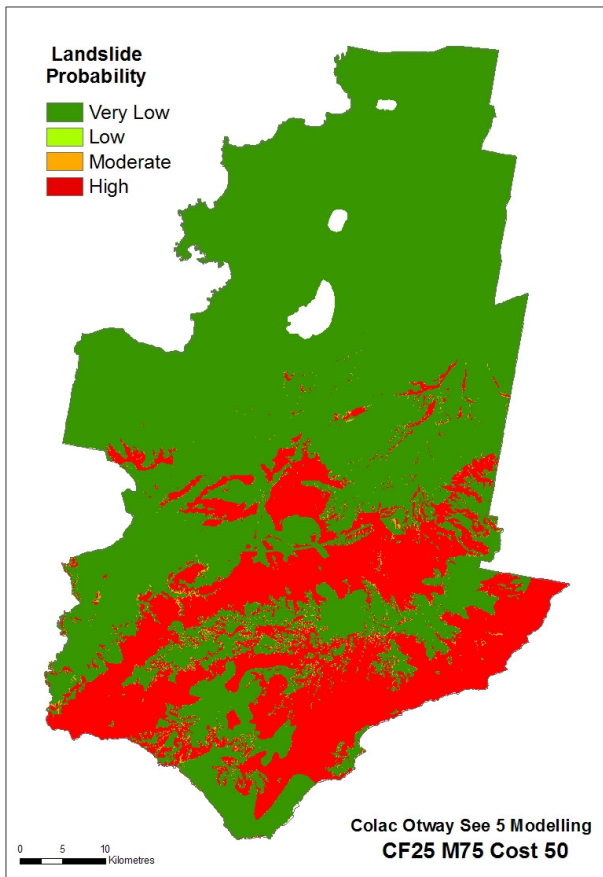 Landslide
Probability
Very Low
Low
Moderate
High
Colac Otway See 5 Modelling
CF25 M75 Cost 50
0 5 10
Kilometres